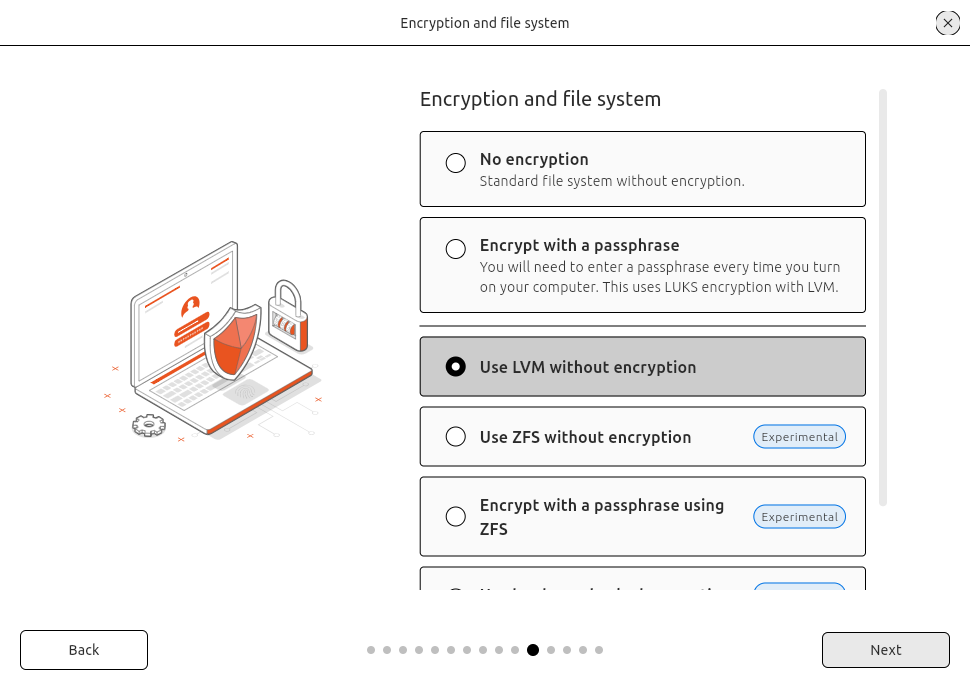 Encryption and file system
Encryption and file system
No encryption
Standard file system without encryption.
Encrypt with a passphrase
You will need to enter a passphrase every time you turn
on your computer. This uses LUKS encryption with LVM.
Use LVM without encryption
Use ZFS without encryption
Experimental
Encrypt with a passphrase using
ZFS
Experimental
Back
Next